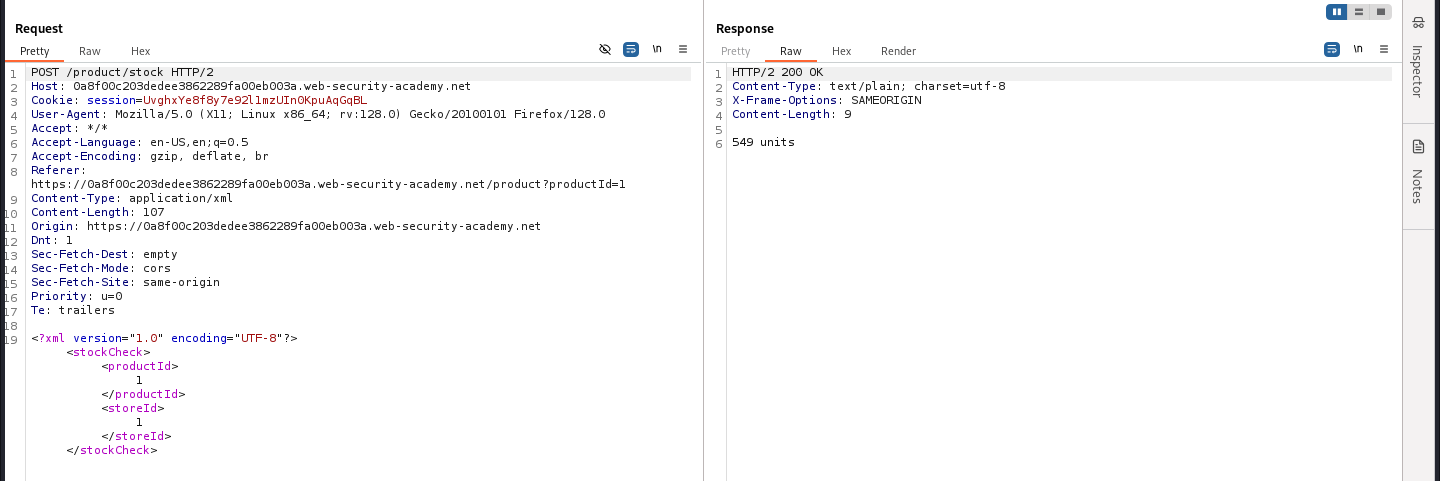 Request
Pretty Raw Hex \n
1 POST /product/stock HTTP/2
2 Host: 0a8f00c203dedee3862289fa00eb003a.web-security-academy.net
3 Cookie: session=UvghxYe8f8y7e92l1mzUIn0KpuAqGqBL
4 User-Agent: Mozilla/5.0 (X11; Linux x86_64; rv:128.0) Gecko/20100101 Firefox/128.0
5 Accept: */*
6 Accept-Language: en-US,en;q=0.5
7 Accept-Encoding: gzip, deflate, br
8 Referer:
https://0a8f00c203dedee3862289fa00eb003a.web-security-academy.net/product?productId=1
9 Content-Type: application/xml
10 Content-Length: 107
11 Origin: https://0a8f00c203dedee3862289fa00eb003a.web-security-academy.net
12 Dnt: 1
13 Sec-Fetch-Dest: empty
14 Sec-Fetch-Mode: cors
15 Sec-Fetch-Site: same-origin
16 Priority: u=0
17 Te: trailers
18
19 <?xml version="1.0" encoding="UTF-8"?>
<stockCheck>
<productId>
1
</productId>
<storeId>
1
</storeId>
</stockCheck>
Response
Pretty Raw Hex Render \n
1 HTTP/2 200 OK
2 Content-Type: text/plain; charset=utf-8
3 X-Frame-Options: SAMEORIGIN
4 Content-Length: 9
5
6 549 units
Inspector
Notes